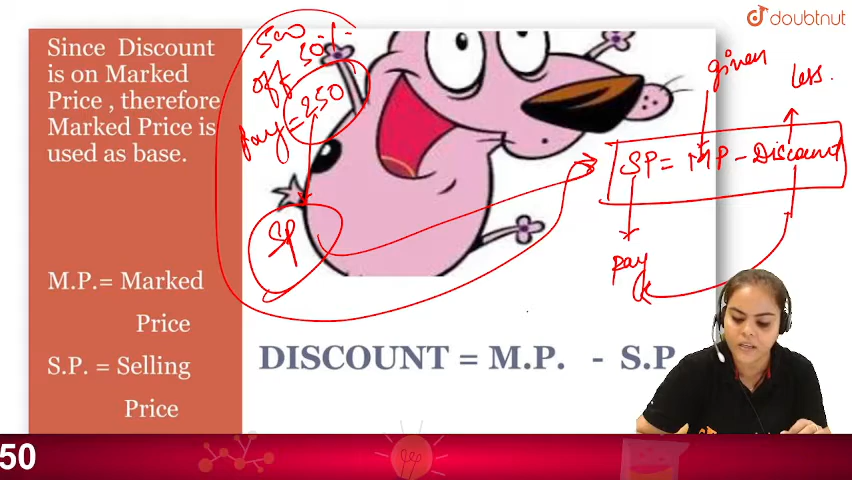 Since Discount
is on Marked
Price , therefore
Marked Price is
used as base.
M.P.= Marked
Price
S.P. = Selling
Price
500
50%
off
pay = 250
SP
given
less.
SP = MP - Discount
pay
DISCOUNT = M.P. - S.P
doubtnut
50